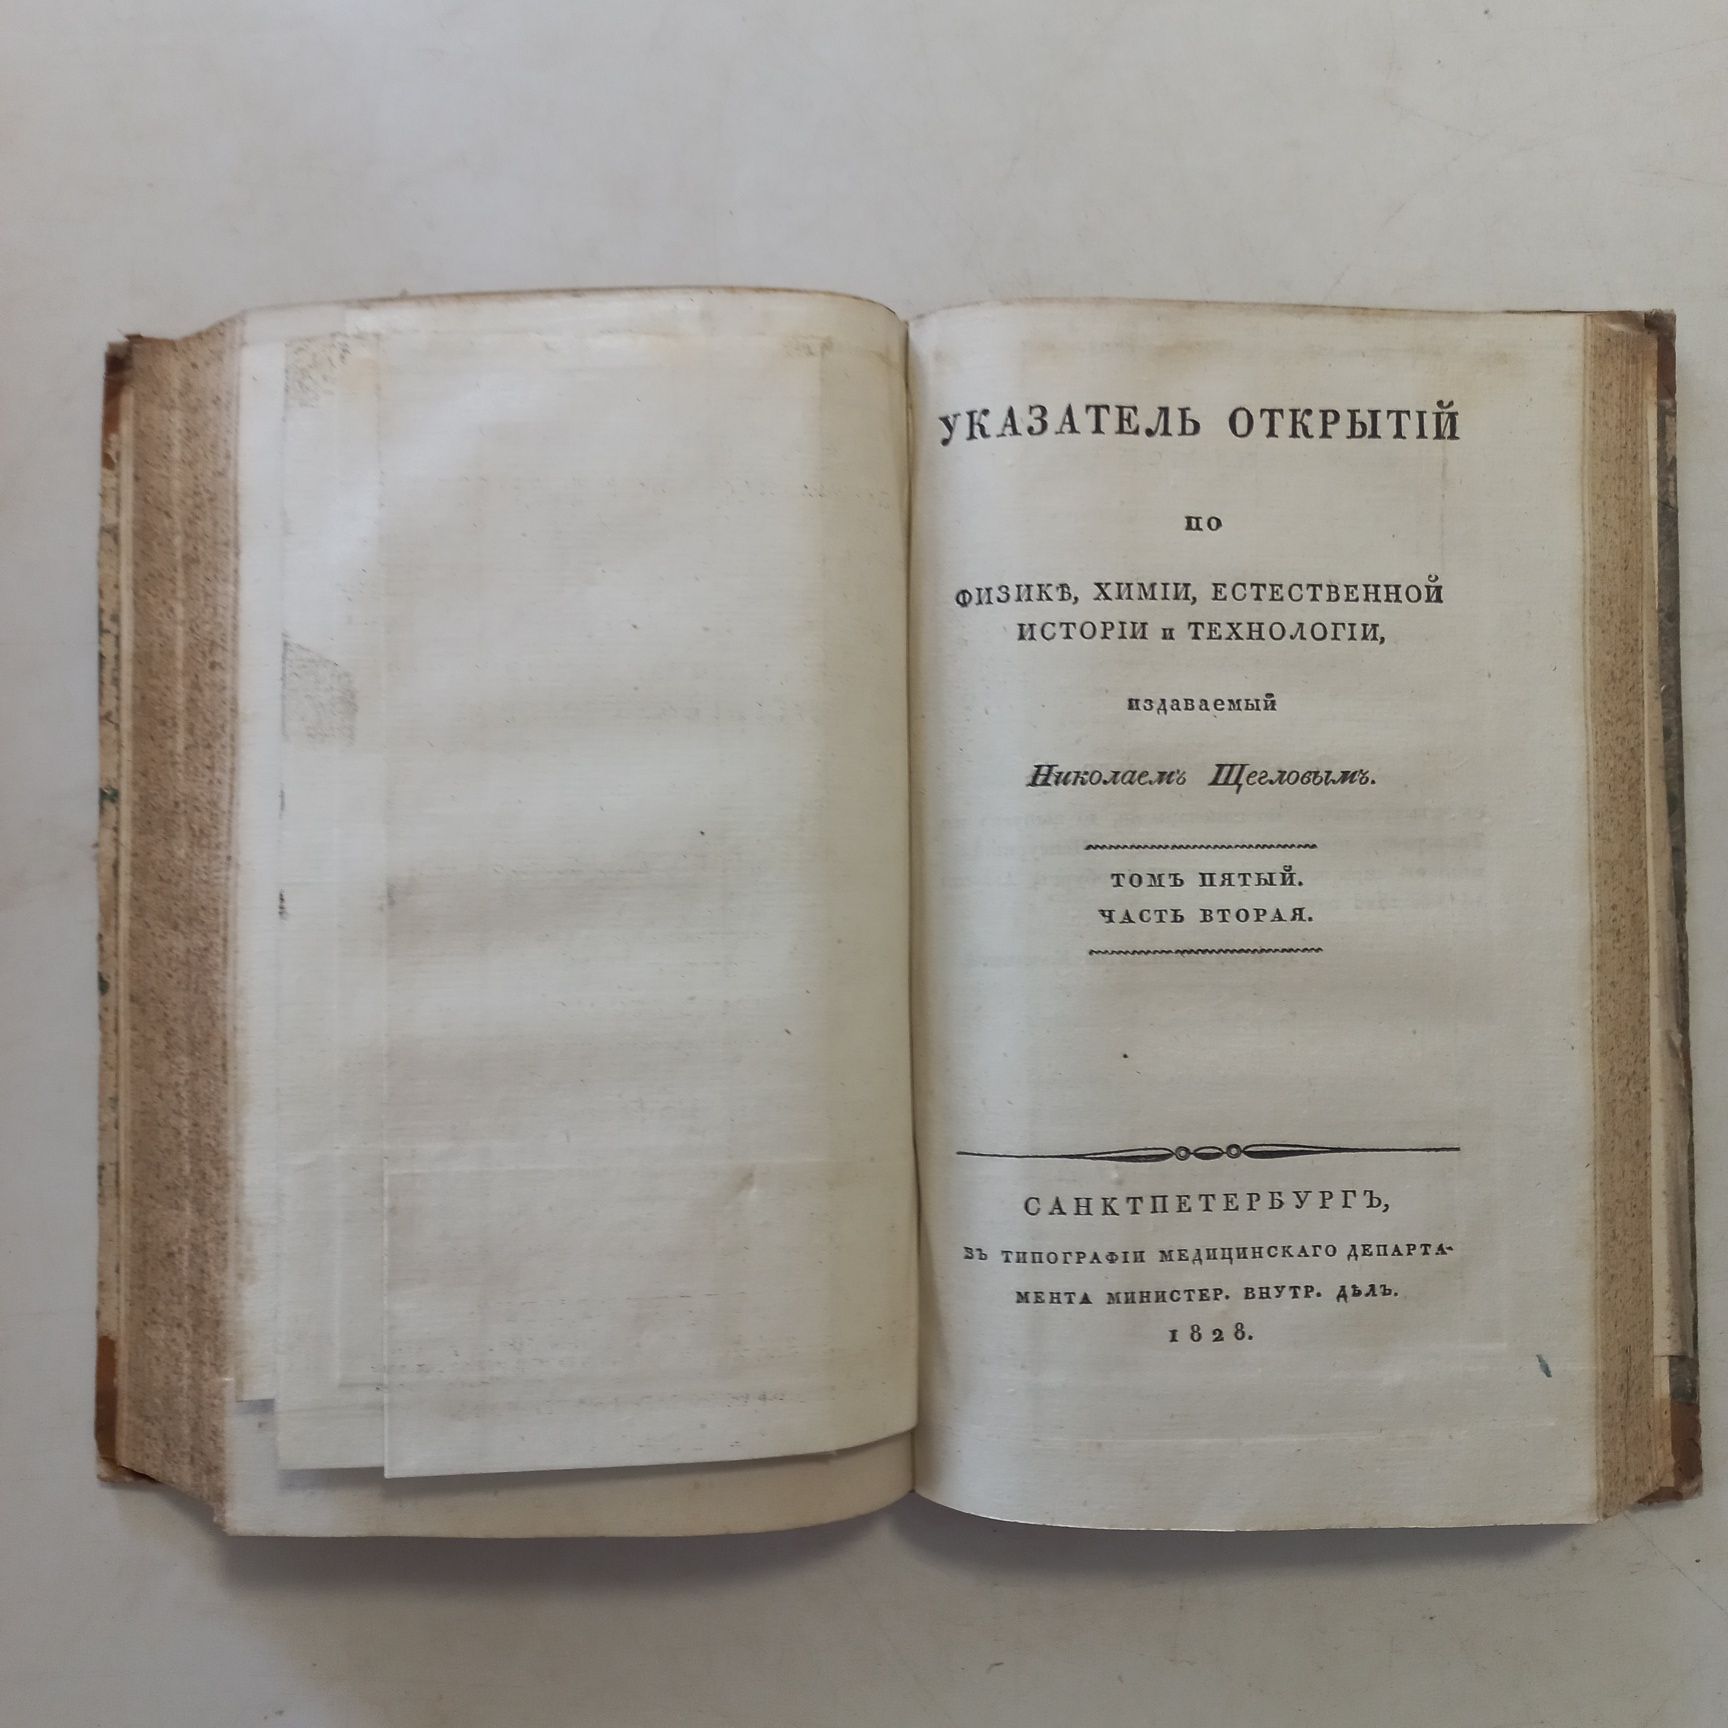 УКАЗАТЕЛЬ ОТКРЫТІЙ
по
ФИЗИКѢ, ХИМІИ, ЕСТЕСТВЕННОЙ
ИСТОРІИ и ТЕХНОЛОГІИ,
издаваемый
Николаемъ Щегловымъ.
ТОМЪ ПЯТЫЙ.
ЧАСТЬ ВТОРАЯ.
САНКТПЕТЕРБУРГЪ,
ВЪ ТИПОГРАФІИ МЕДИЦИНСКАГО ДЕПАРТА-
МЕНТА МИНИСТЕР. ВНУТР. ДѢЛЪ.
1828.